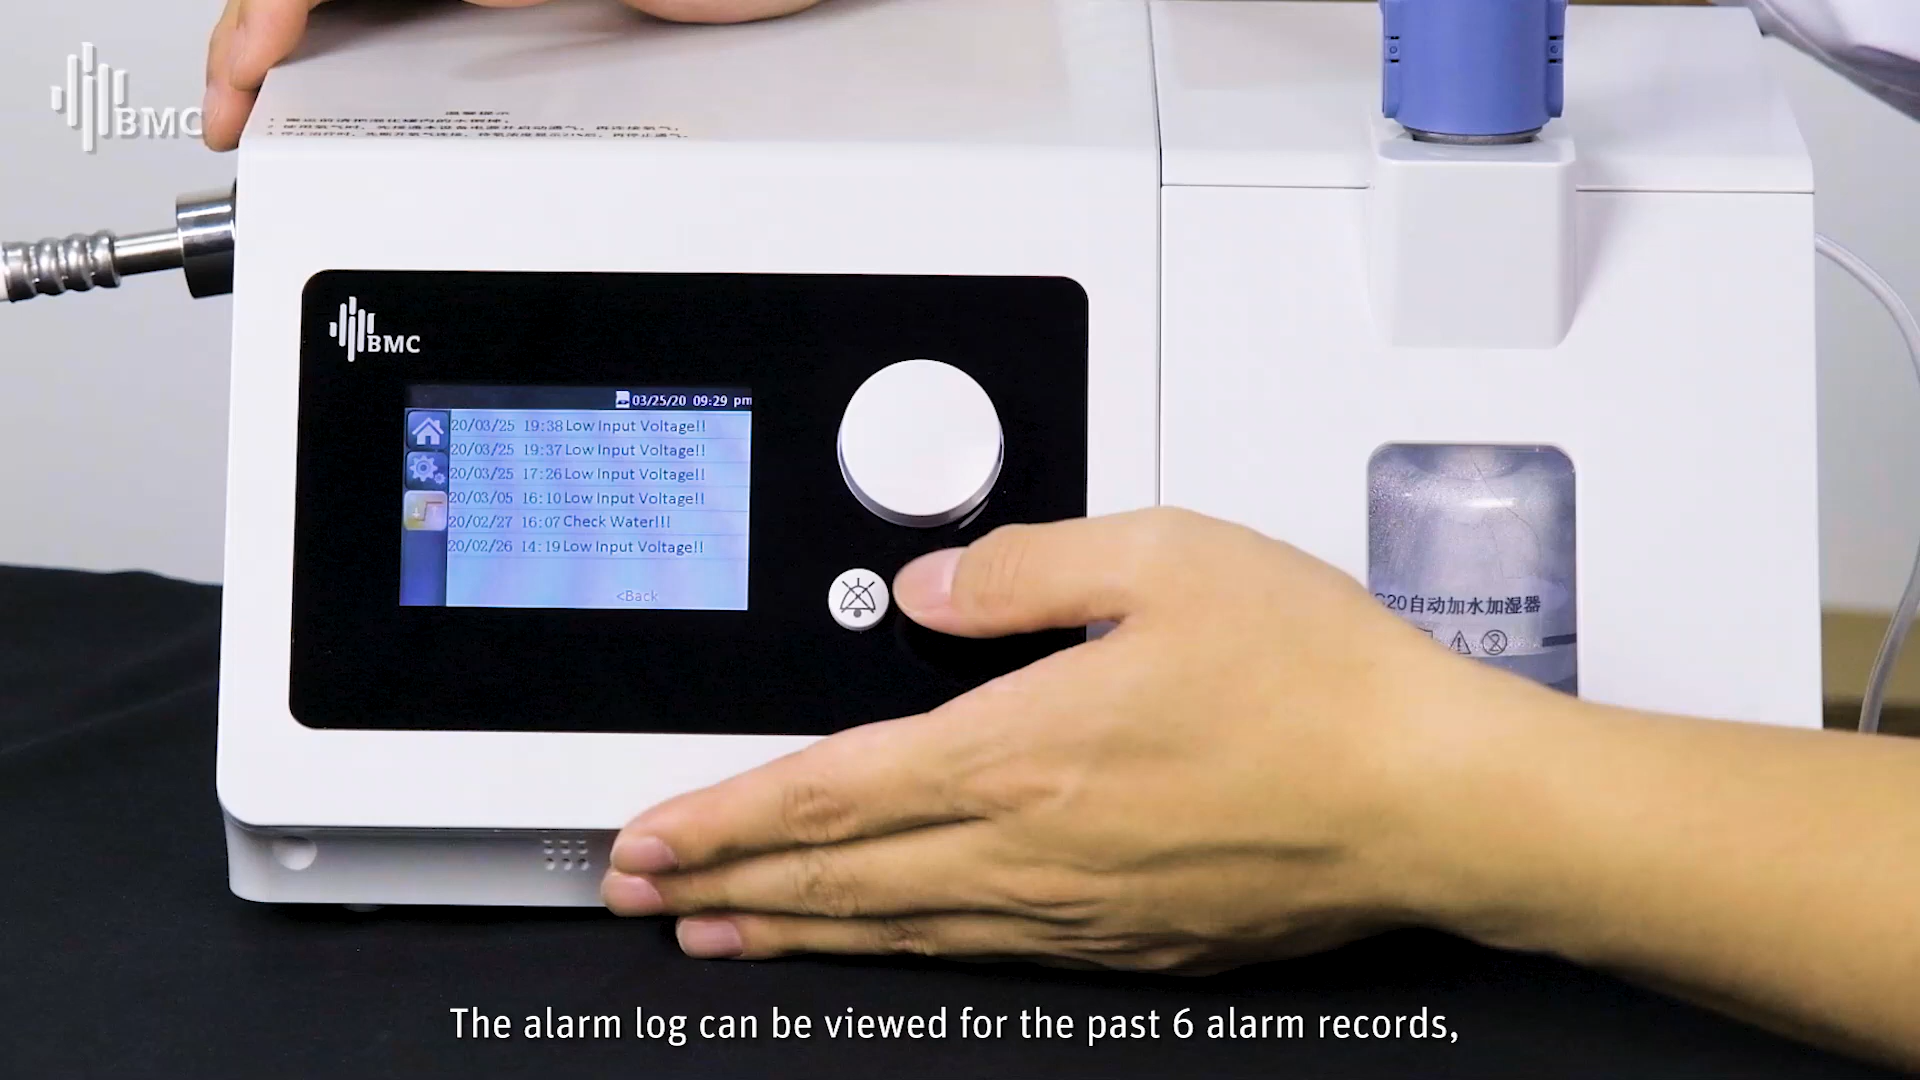 BMC
温馨提示
BMC
03/25/20 09:29 pm
20/03/25 19:38 Low Input Voltage!!
20/03/25 19:37 Low Input Voltage!!
20/03/25 17:26 Low Input Voltage!!
20/03/05 16:10 Low Input Voltage!!
20/02/27 16:07 Check Water!!!
20/02/26 14:19 Low Input Voltage!!
<Back
20自动加水加湿器
The alarm log can be viewed for the past 6 alarm records,